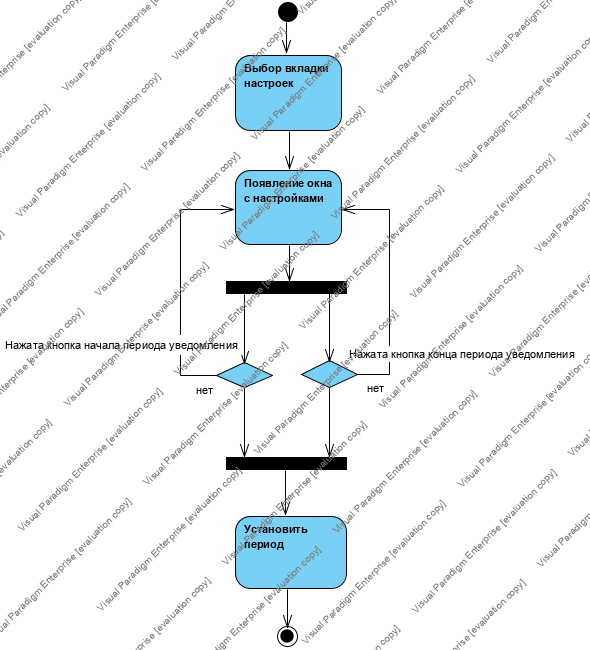 Выбор вкладки
настроек
Появление окна
с настройками
Нажата кнопка начала периода уведомления
Нажата кнопка конца периода уведомления
нет
нет
Установить
период
Visual Paradigm Enterprise [evaluation copy]